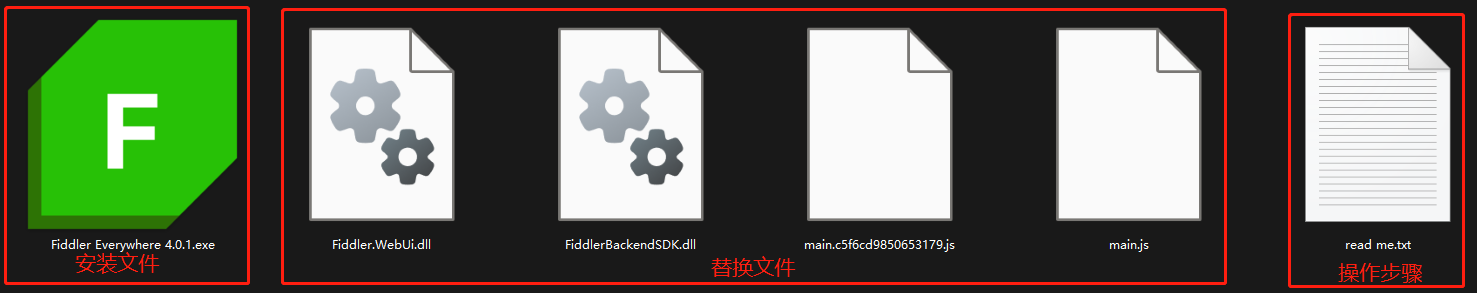 F
Fiddler Everywhere 4.0.1.exe
安装文件
Fiddler.WebUi.dll
FiddlerBackendSDK.dll
main.c5f6cd9850653179.js
main.js
替换文件
read me.txt
操作步骤